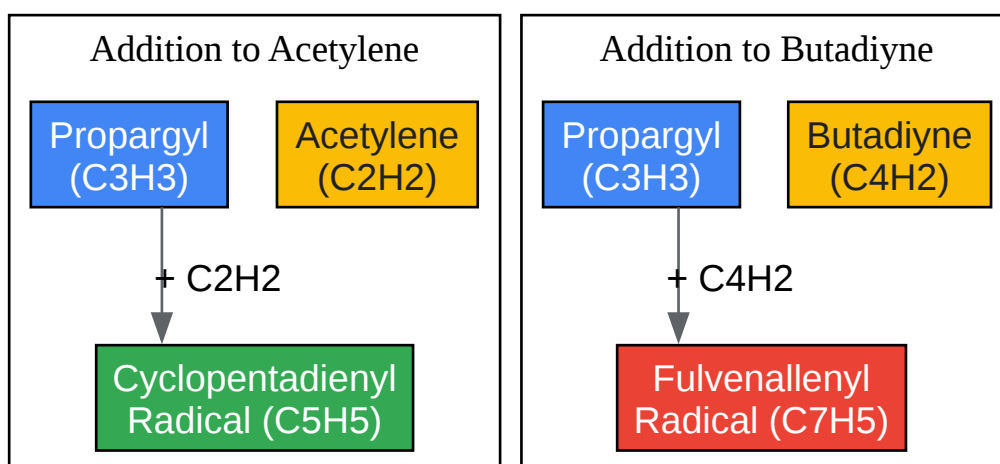 Addition to Acetylene
Propargyl
(C3H3)
Acetylene
(C2H2)
+ C2H2
Cyclopentadienyl
Radical (C5H5)
Addition to Butadiyne
Propargyl
(C3H3)
Butadiyne
(C4H2)
+ C4H2
Fulvenallenyl
Radical (C7H5)